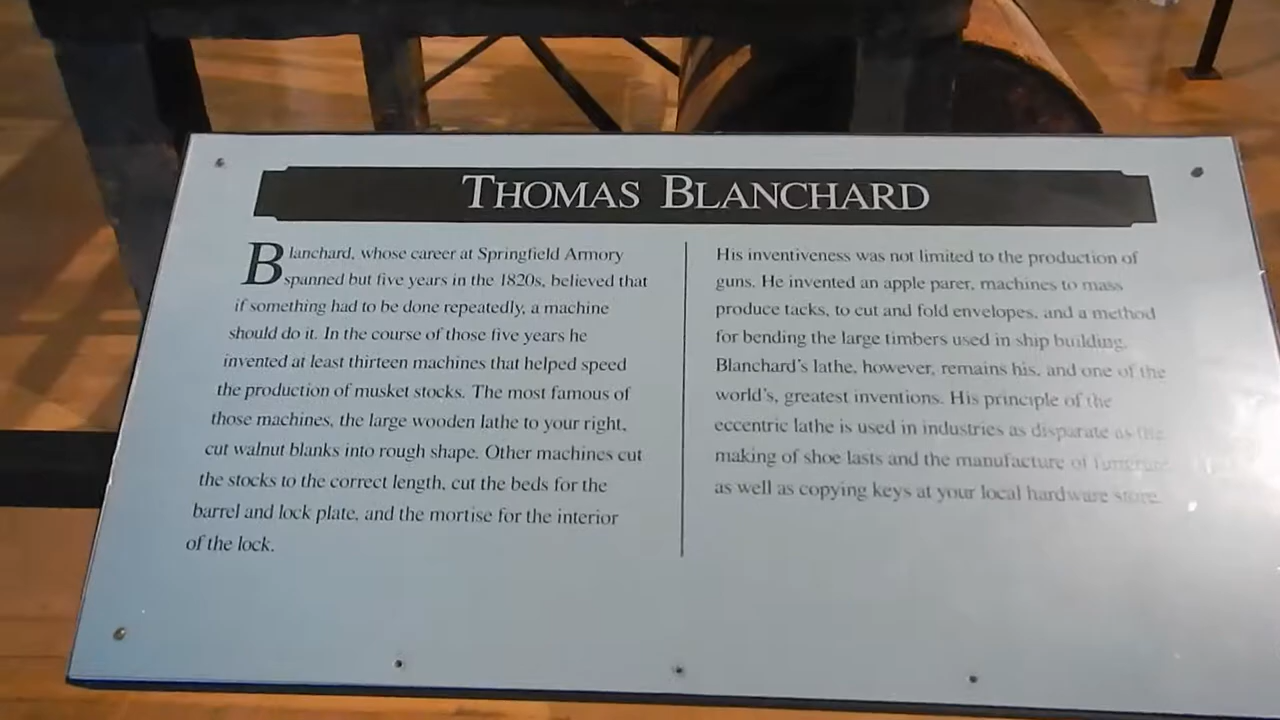 THOMAS BLANCHARD
Blanchard, whose career at Springfield Armory
spanned but five years in the 1820s, believed that
if something had to be done repeatedly, a machine
should do it. In the course of those five years he
invented at least thirteen machines that helped speed
the production of musket stocks. The most famous of
those machines, the large wooden lathe to your right,
cut walnut blanks into rough shape. Other machines cut
the stocks to the correct length, cut the beds for the
barrel and lock plate, and the mortise for the interior
of the lock.
His inventiveness was not limited to the production of
guns. He invented an apple parer, machines to mass
produce tacks, to cut and fold envelopes, and a method
for bending the large timbers used in ship building.
Blanchard's lathe, however, remains his, and one of the
world's, greatest inventions. His principle of the
eccentric lathe is used in industries as disparate as the
making of shoe lasts and the manufacture of
as well as copying keys at your local hardware store.